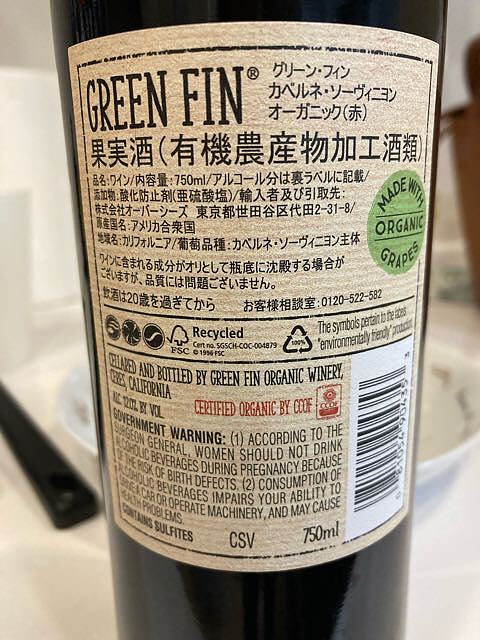 GREEN FIN®
グリーン・フィン
カベルネ・ソーヴィニヨン
オーガニック(赤)
果実酒(有機農産物加工酒類)
品名:ワイン/内容量:750ml/アルコール分は裏ラベルに記載/
添加物:酸化防止剤(亜硫酸塩)/輸入者及び引取先:
株式会社オーバーシーズ 東京都世田谷区代田2-31-8/
原産国名:アメリカ合衆国
地域名:カリフォルニア/葡萄品種:カベルネ・ソーヴィニヨン主体
ワインに含まれる成分がオリとして瓶底に沈殿する場合が
ございますが、品質には問題ございません。
飲酒は20歳を過ぎてから お客様相談室:0120-522-582
MADE WITH
ORGANIC
GRAPES
FSC
Recycled
Cert no. SGSCH-COC-004879
© 1996 FSC
100%
The symbols pertain to the label's
"environmentally friendly" production.
CELLARED AND BOTTLED BY GREEN FIN ORGANIC WINERY,
CERES, CALIFORNIA
ALC. 12.0% BY VOL.
CERTIFIED ORGANIC BY CCOF
CCOF
GOVERNMENT WARNING: (1) ACCORDING TO THE
SURGEON GENERAL, WOMEN SHOULD NOT DRINK
ALCOHOLIC BEVERAGES DURING PREGNANCY BECAUSE
OF THE RISK OF BIRTH DEFECTS. (2) CONSUMPTION OF
ALCOHOLIC BEVERAGES IMPAIRS YOUR ABILITY TO
DRIVE A CAR OR OPERATE MACHINERY, AND MAY CAUSE
HEALTH PROBLEMS.
CONTAINS SULFITES
CSV
750ml